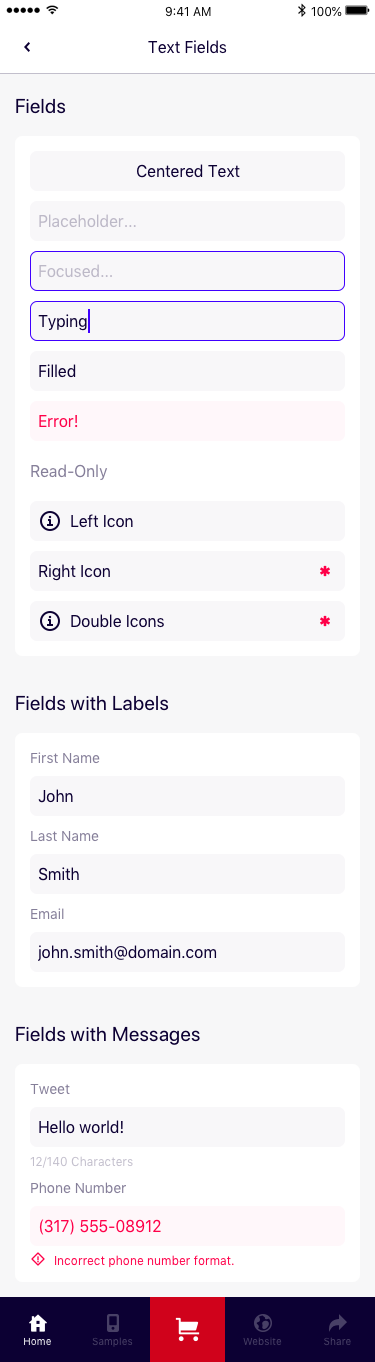 9:41 AM 100%
Text Fields
Fields
Centered Text
Placeholder...
Focused...
Typing
Filled
Error!
Read-Only
Left Icon
Right Icon *
Double Icons *
Fields with Labels
First Name
John
Last Name
Smith
Email
john.smith@domain.com
Fields with Messages
Tweet
Hello world!
12/140 Characters
Phone Number
(317) 555-08912
Incorrect phone number format.
Home Samples Website Share